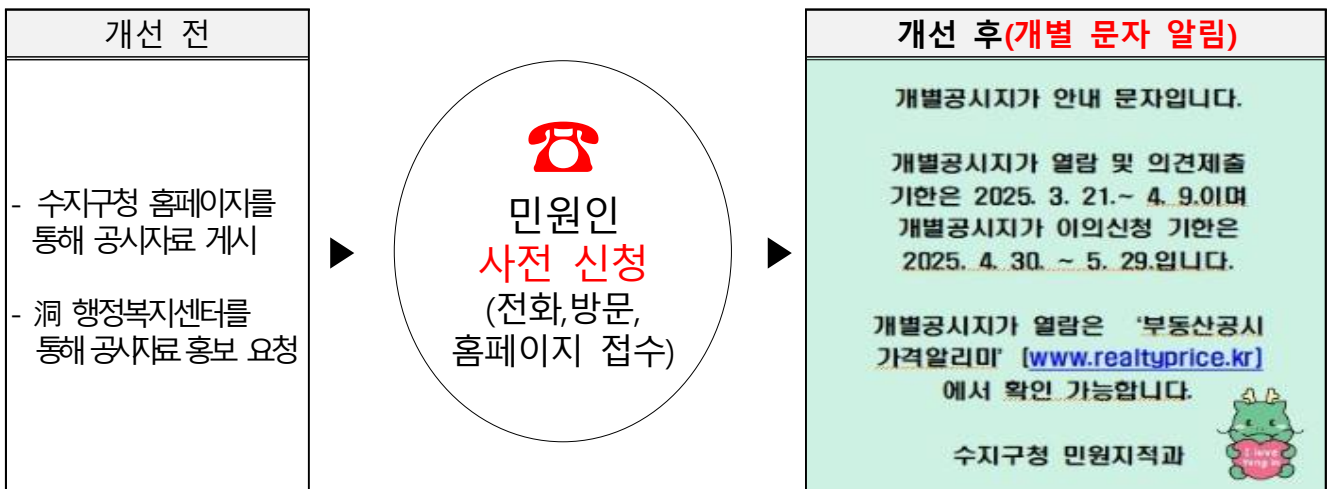 개선 전
- 수지구청 홈페이지를
통해 공시자료 게시
- 洞 행정복지센터를
통해 공시자료 홍보 요청
▶
☎
민원인
사전 신청
(전화,방문,
홈페이지 접수)
▶
개선 후(개별 문자 알림)
개별공시지가 안내 문자입니다.
개별공시지가 열람 및 의견제출
기한은 2025. 3. 21.~ 4. 9.이며
개별공시지가 이의신청 기한은
2025. 4. 30. ~ 5. 29.입니다.
개별공시지가 열람은 ‘부동산공시
가격알리미’ [www.realtyprice.kr]
에서 확인 가능합니다.
수지구청 민원지적과
I love
Yong in